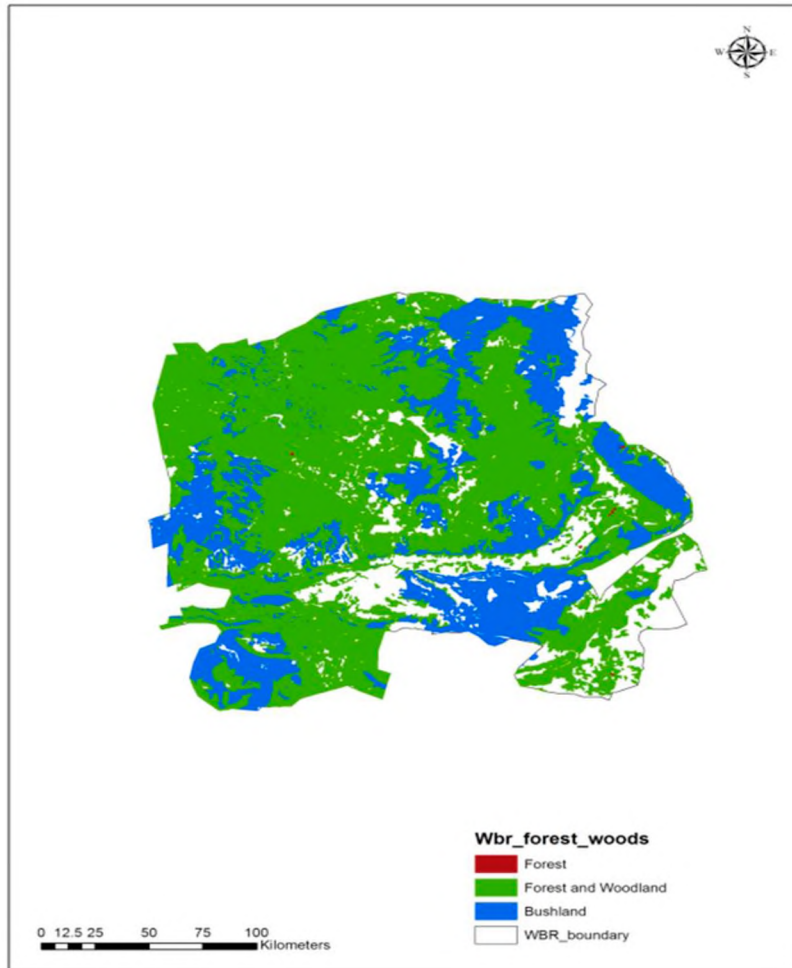 N
W E
S
Wbr_forest_woods
Forest
Forest and Woodland
Bushland
WBR_boundary
0 12.5 25 50 75 100
Kilometers